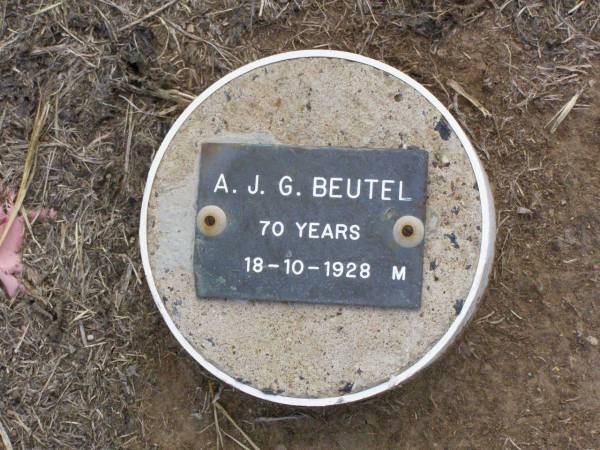 A. J. G. BEUTEL
70 YEARS
18-10-1928 M